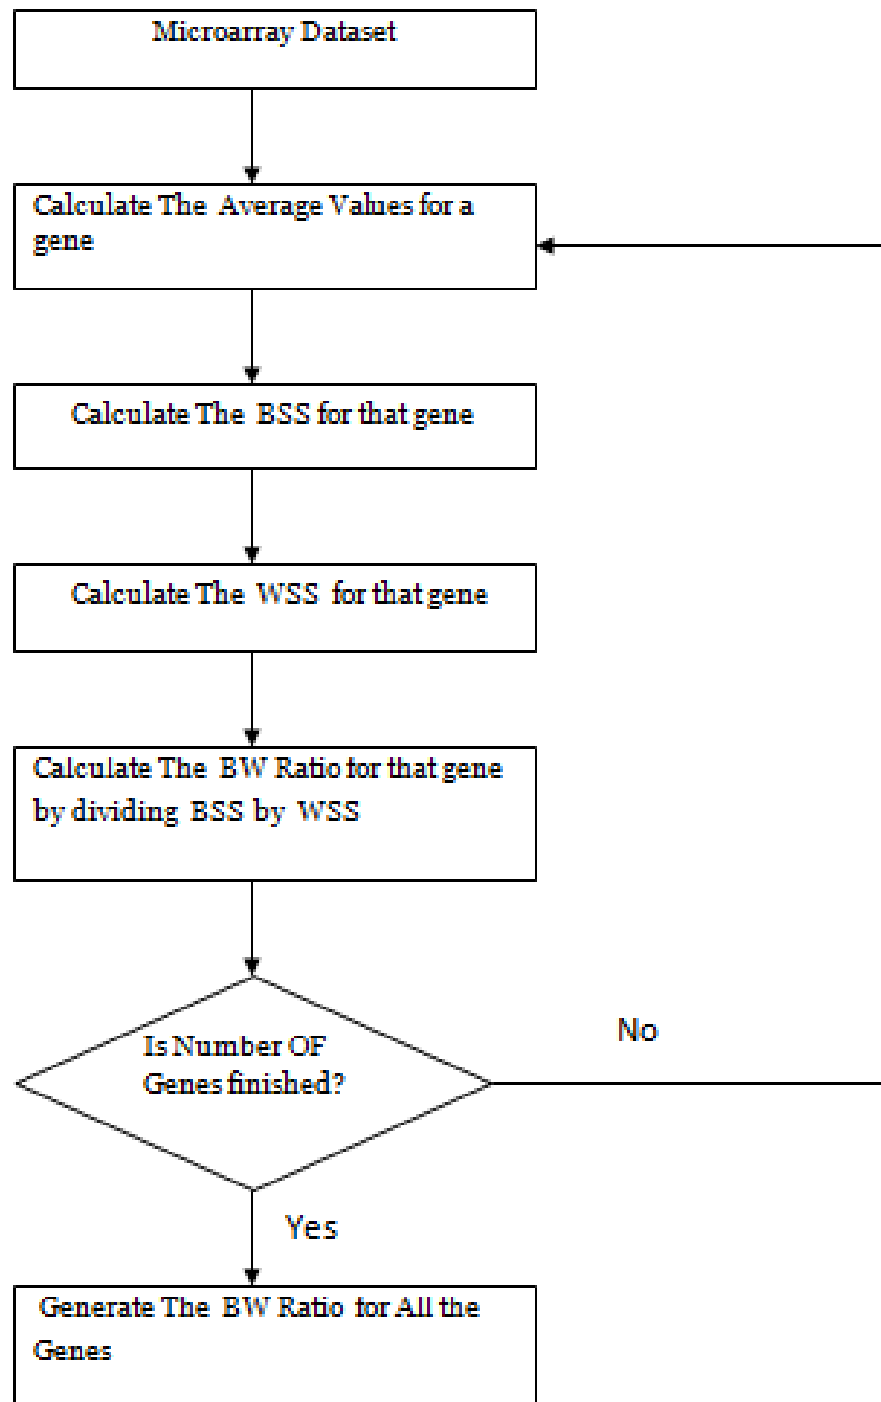 Microarray Dataset
Calculate The Average Values for a
gene
Calculate The BSS for that gene
Calculate The WSS for that gene
Calculate The BW Ratio for that gene
by dividing BSS by WSS
Is Number OF
Genes finished?
No
Yes
Generate The BW Ratio for All the
Genes